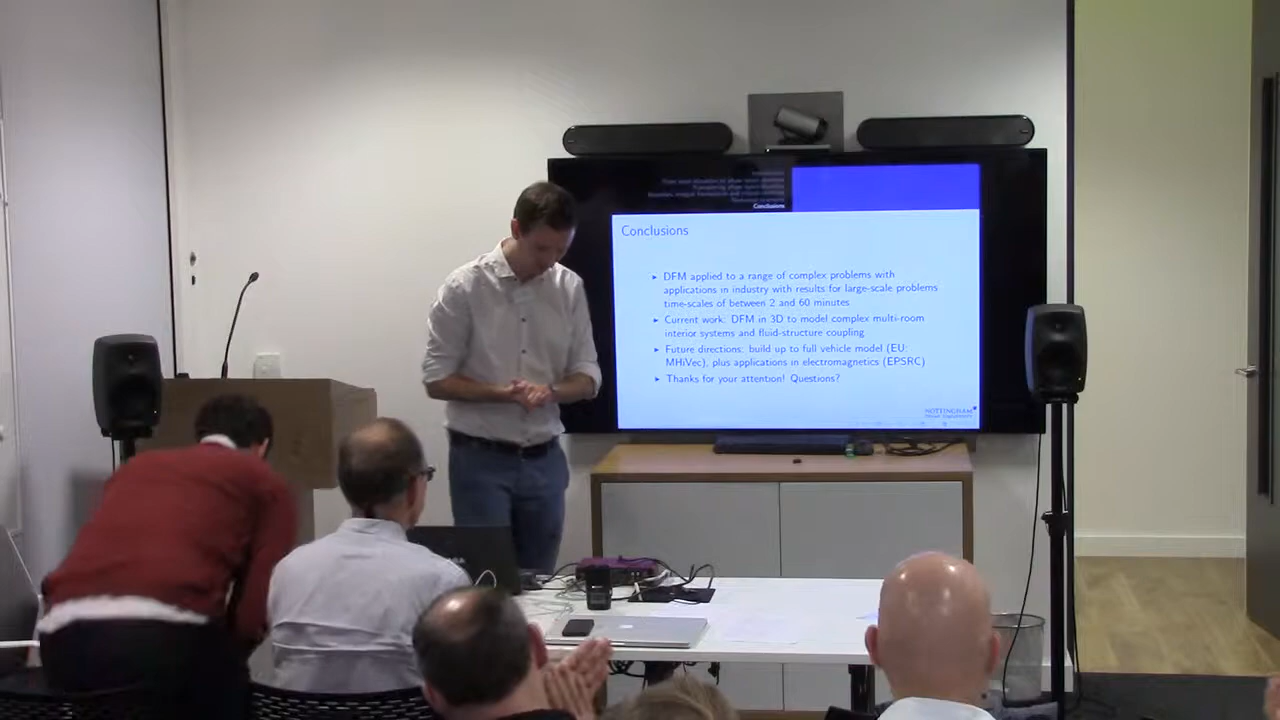 Conclusions
Conclusions
DFM applied to a range of complex problems with
applications in industry with results for large-scale problems
time-scales of between 2 and 60 minutes
Current work: DFM in 3D to model complex multi-room
interior systems and fluid-structure coupling
Future directions: build up to full vehicle model (EU:
MHiVec), plus applications in electromagnetics (EPSRC)
Thanks for your attention! Questions?
NOTTINGHAM